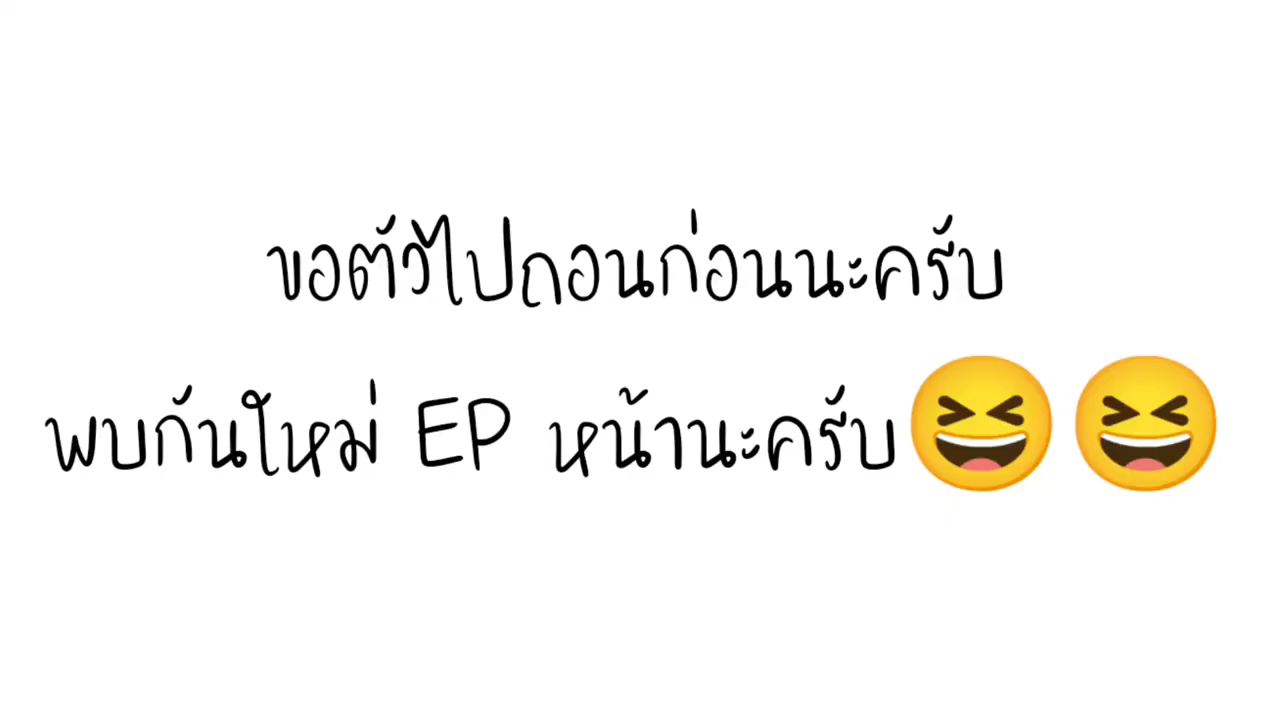 ขอตัวไปถอนก่อนนะครับ
พบกันใหม่ EP หน้านะครับ😆😆